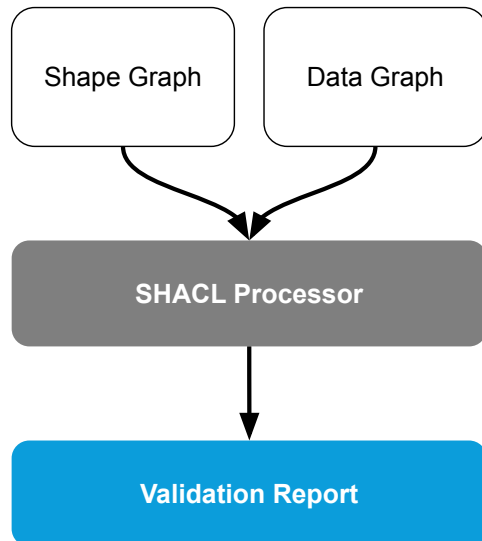 Shape Graph
Data Graph
SHACL Processor
Validation Report